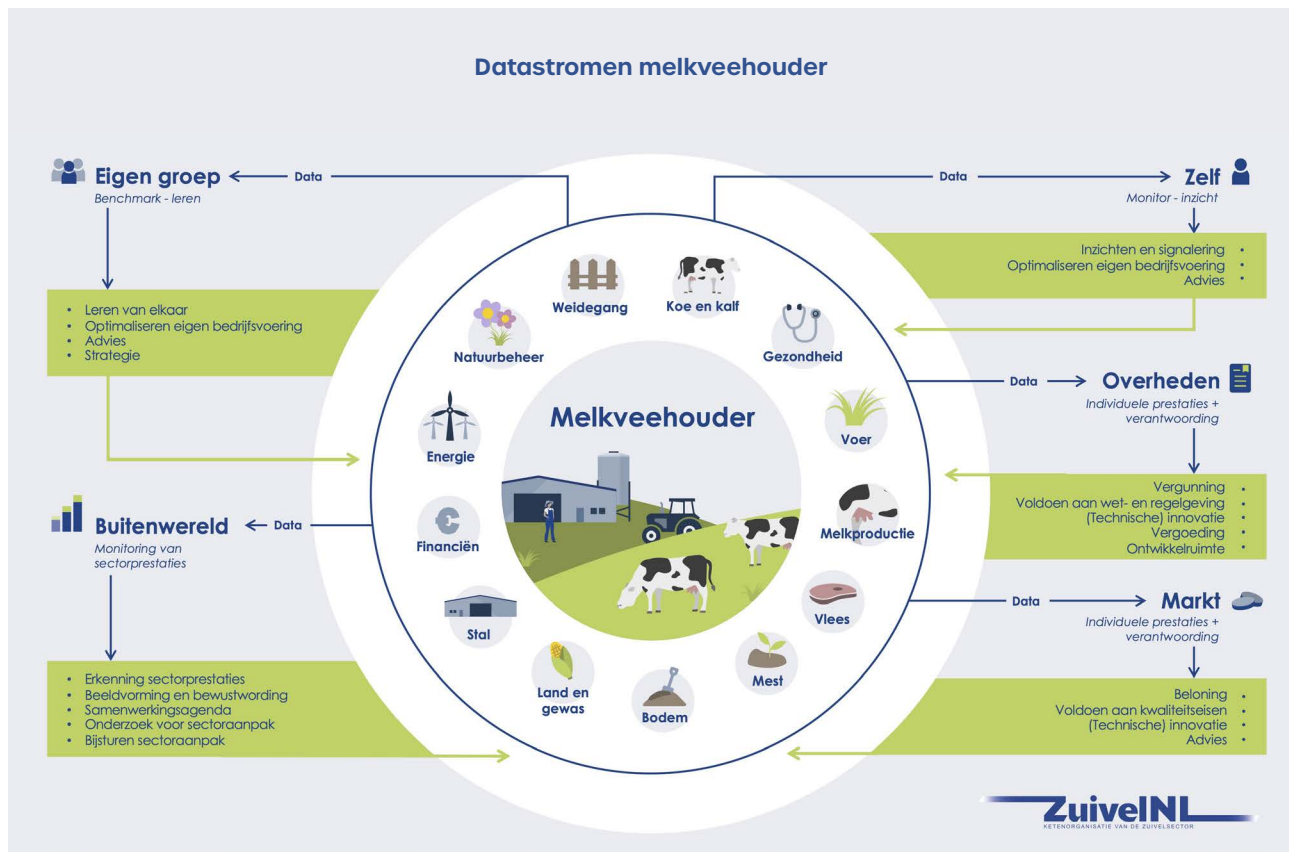 Datastromen melkveehouder
Eigen groep
Data
Benchmark - leren
• Leren van elkaar
• Optimaliseren eigen bedrijfsvoering
• Advies
• Strategie
Buitenwereld
Data
Monitoring van
sectorprestaties
• Erkenning sectorprestaties
• Beeldvorming en bewustwording
• Samenwerkingsagenda
• Onderzoek voor sectoraanpak
• Bijsturen sectoraanpak
Melkveehouder
Weidegang
Koe en kalf
Gezondheid
Voer
Melkproductie
Vlees
Mest
Bodem
Land en
gewas
Stal
Financiën
€
Energie
Natuurbeheer
Data
Zelf
Monitor - inzicht
Inzichten en signalering •
Optimaliseren eigen bedrijfsvoering •
Advies •
Data
Overheden
Individuele prestaties +
verantwoording
Vergunning •
Voldoen aan wet- en regelgeving •
(Technische) innovatie •
Vergoeding •
Ontwikkelruimte •
Data
Markt
Individuele prestaties +
verantwoording
Beloning •
Voldoen aan kwaliteitseisen •
(Technische) innovatie •
Advies •
ZuivelNL
KETENORGANISATIE VAN DE ZUIVELSECTOR